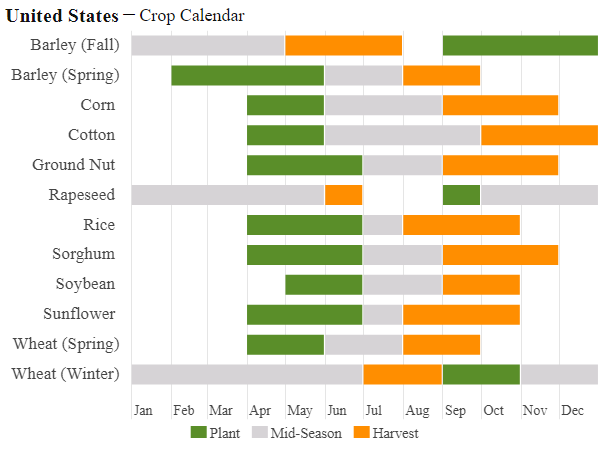 United States — Crop Calendar
Barley (Fall)
Barley (Spring)
Corn
Cotton
Ground Nut
Rapeseed
Rice
Sorghum
Soybean
Sunflower
Wheat (Spring)
Wheat (Winter)
Jan Feb Mar Apr May Jun Jul Aug Sep Oct Nov Dec
Plant Mid-Season Harvest